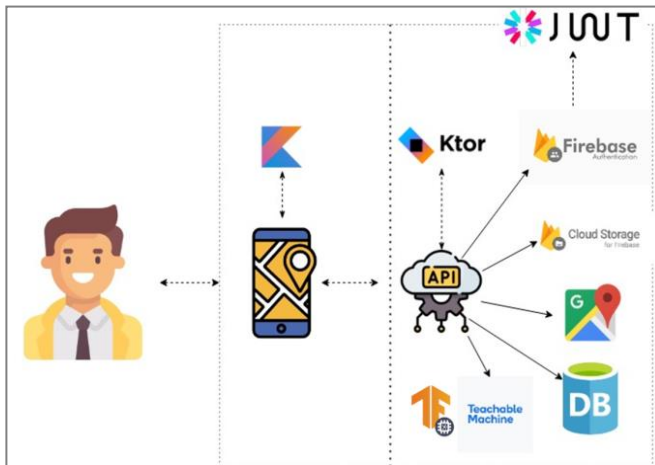 JWT
Ktor
Firebase
Authentication
Cloud Storage
for Firebase
API
G
DB
Teachable
Machine